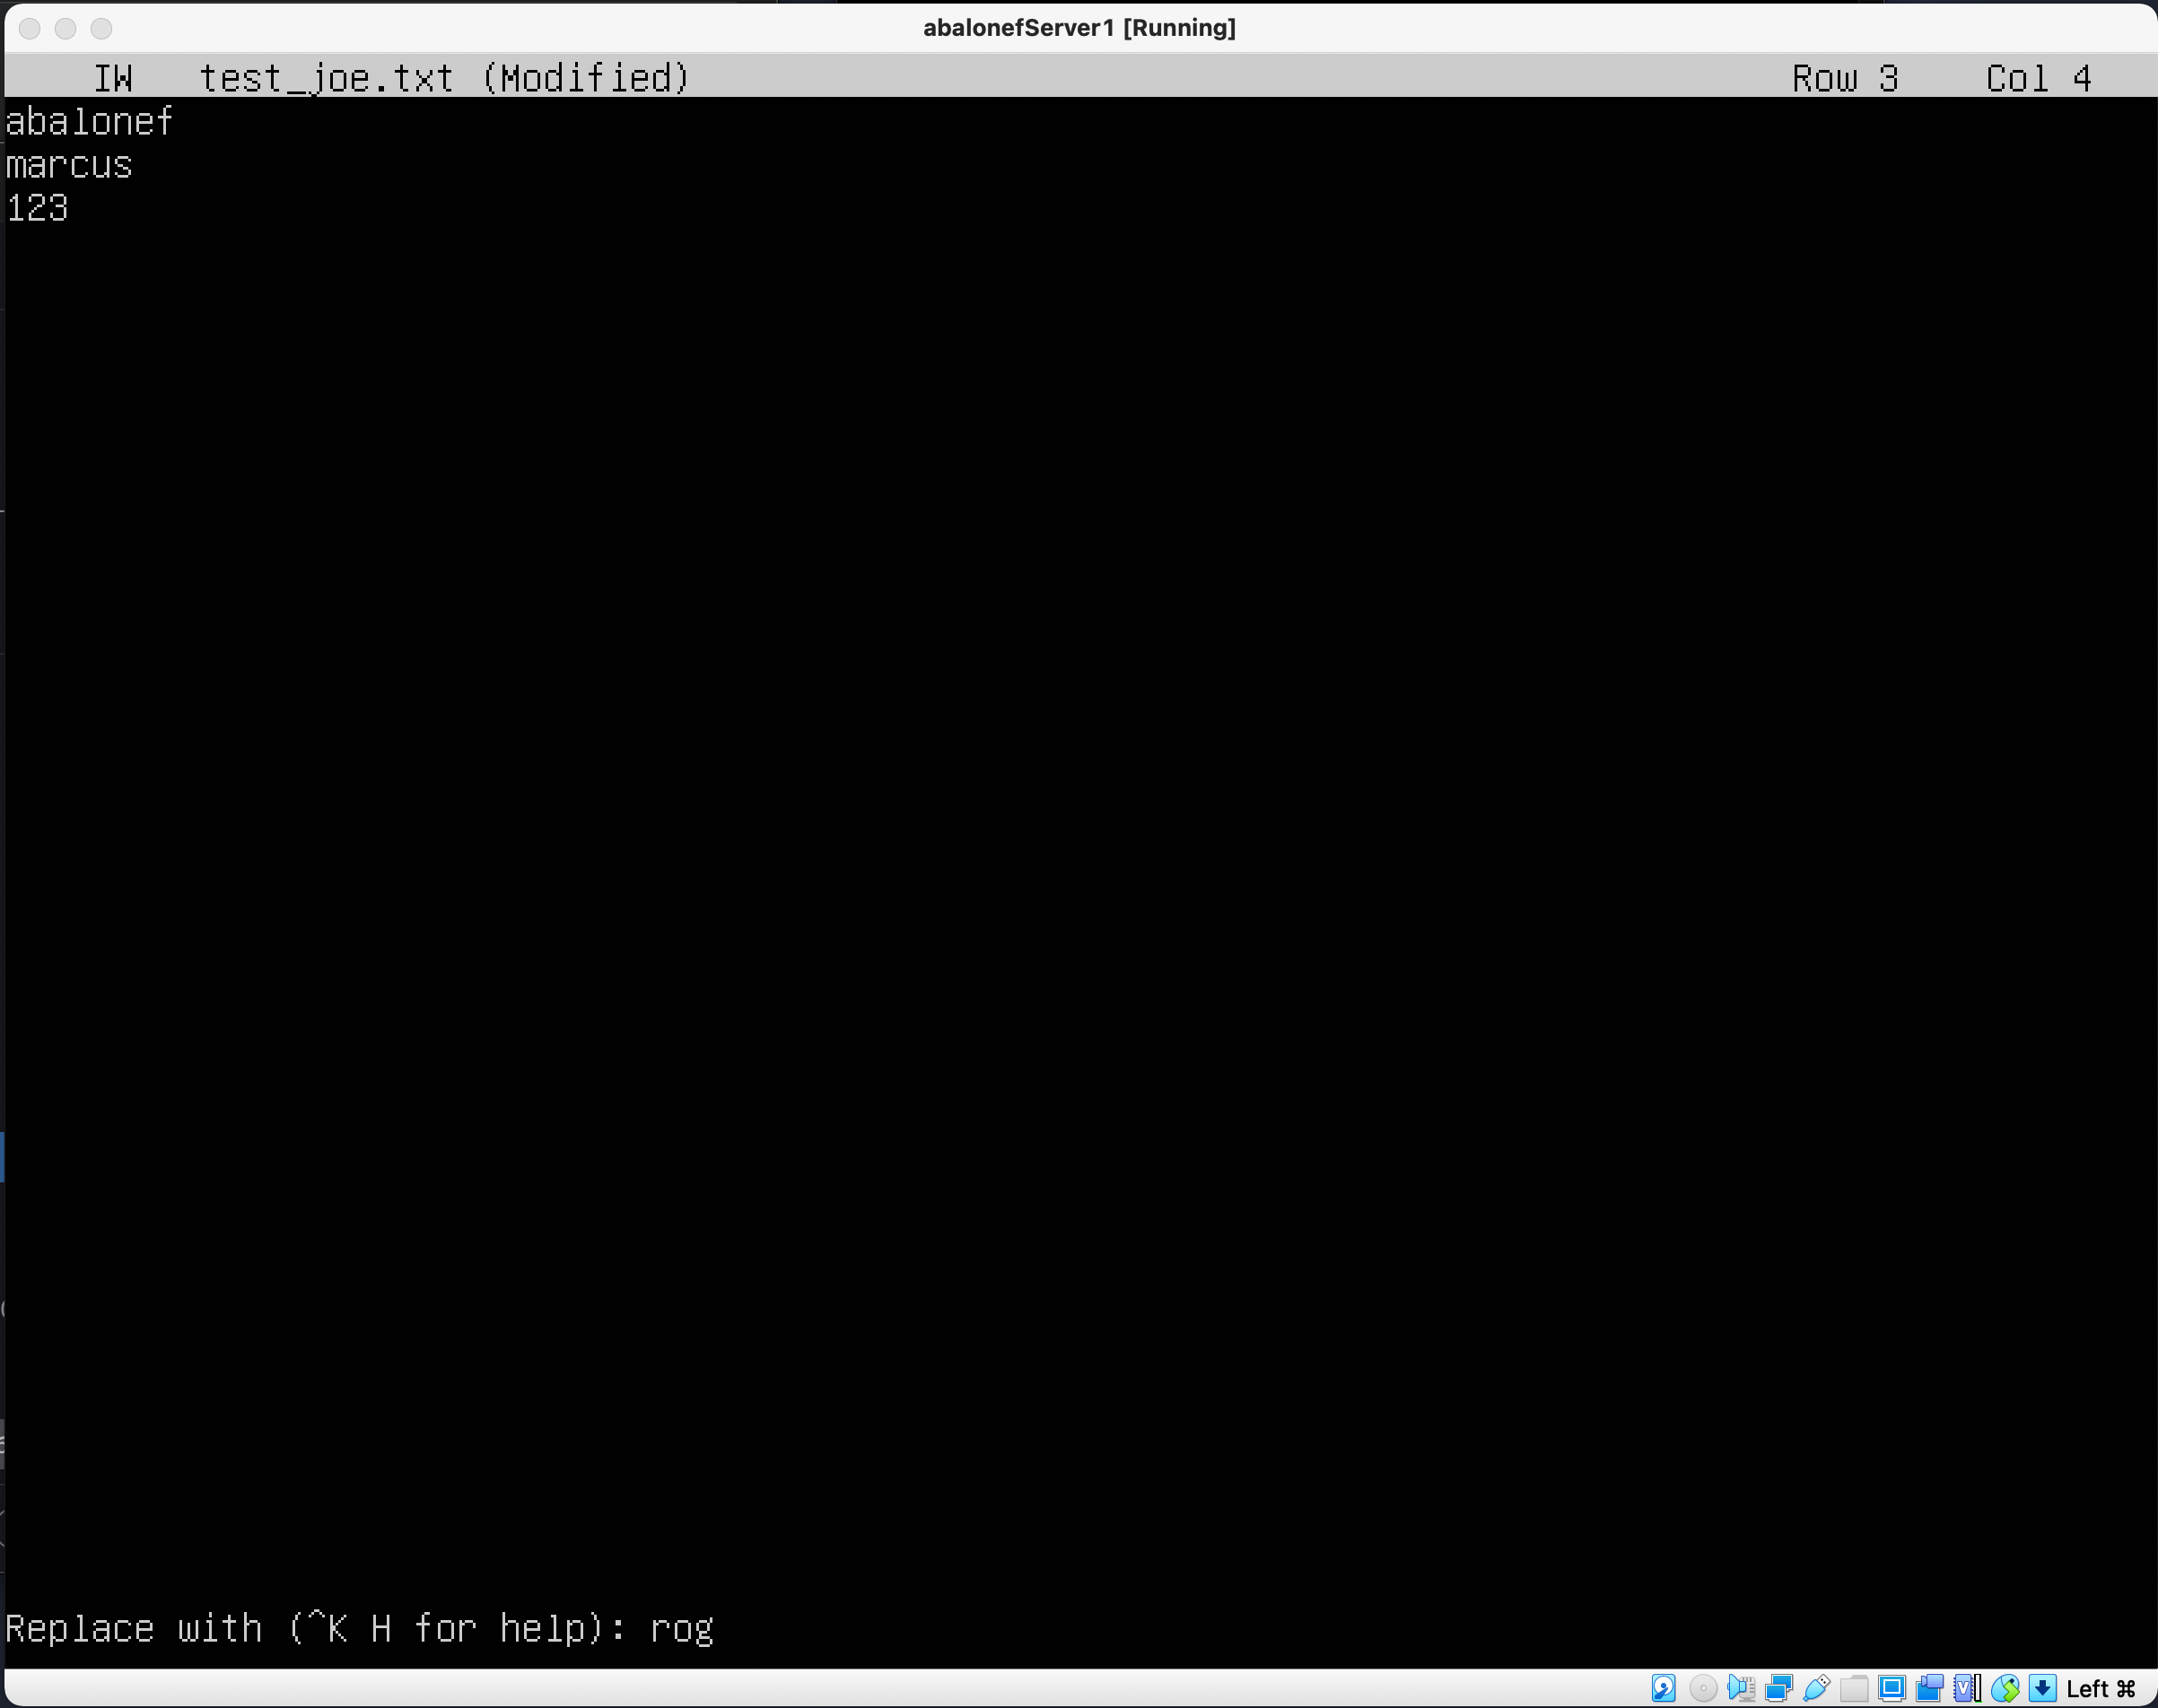 abalonefServer1 [Running]
IW test_joe.txt (Modified) Row 3 Col 4
abalonef
marcus
123
Replace with (^K H for help): rog
Left ⌘